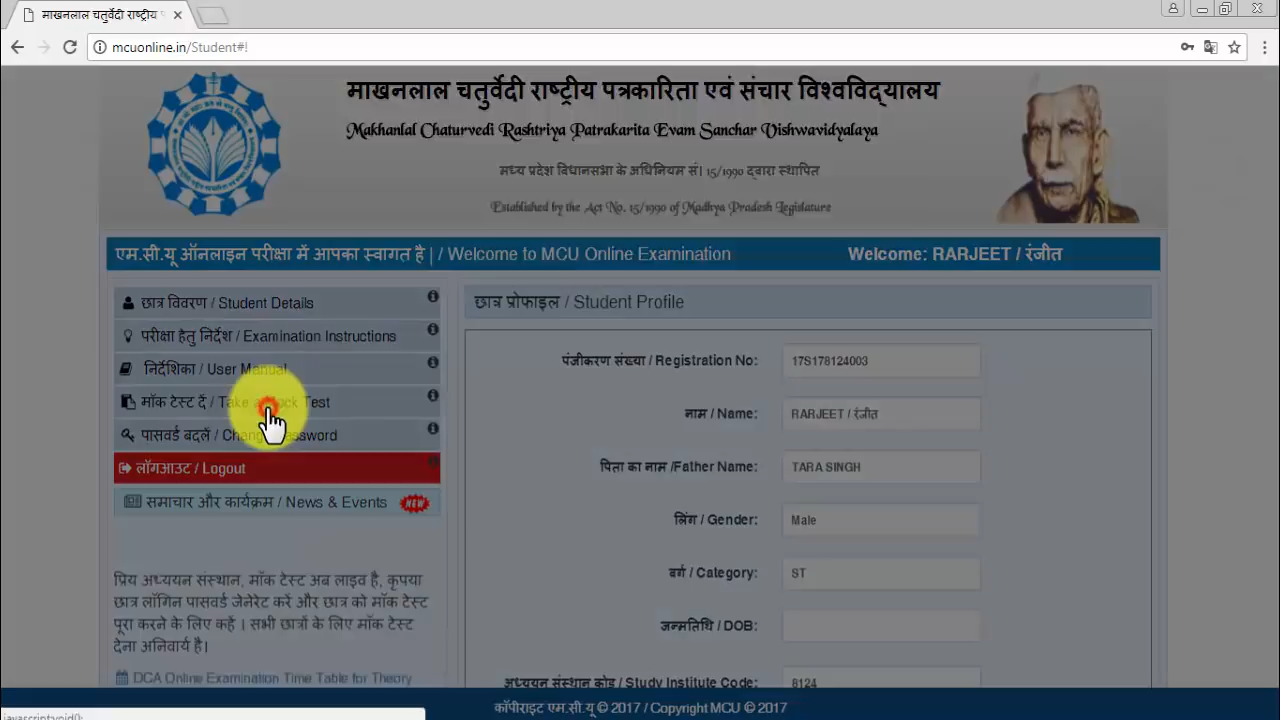 माखनलाल चतुर्वेदी राष्ट्रीय प
mcuonline.in/Student#!
माखनलाल चतुर्वेदी राष्ट्रीय पत्रकारिता एवं संचार विश्वविद्यालय
Makhanlal Chaturvedi Rashtriya Patrakarita Evam Sanchar Vishwavidyalaya
मध्य प्रदेश विधानसभा के अधिनियम सं। 15/1990 द्वारा स्थापित
Established by the Act No. 15/1990 of Madhya Pradesh Legislature
एम.सी.यू ऑनलाइन परीक्षा में आपका स्वागत है | / Welcome to MCU Online Examination
Welcome: RARJEET / रंजीत
छात्र विवरण / Student Details
परीक्षा हेतु निर्देश / Examination Instructions
निर्देशिका / User Manual
मॉक टेस्ट दें / Take a Mock Test
पासवर्ड बदलें / Change Password
लॉगआउट / Logout
समाचार और कार्यक्रम / News & Events NEW
प्रिय अध्ययन संस्थान, मॉक टेस्ट अब लाइव है, कृपया
छात्र लॉगिन पासवर्ड जेनेरेट करें और छात्र को मॉक टेस्ट
पूरा करने के लिए कहें । सभी छात्रों के लिए मॉक टेस्ट
देना अनिवार्य है।
DCA Online Examination Time Table for Theory
छात्र प्रोफाइल / Student Profile
पंजीकरण संख्या / Registration No: 17S178124003
नाम / Name: RARJEET / रंजीत
पिता का नाम /Father Name: TARA SINGH
लिंग / Gender: Male
वर्ग / Category: ST
जन्मतिथि / DOB:
अध्ययन संस्थान कोड / Study Institute Code: 8124
कॉपीराइट एम.सी.यू © 2017 / Copyright MCU © 2017